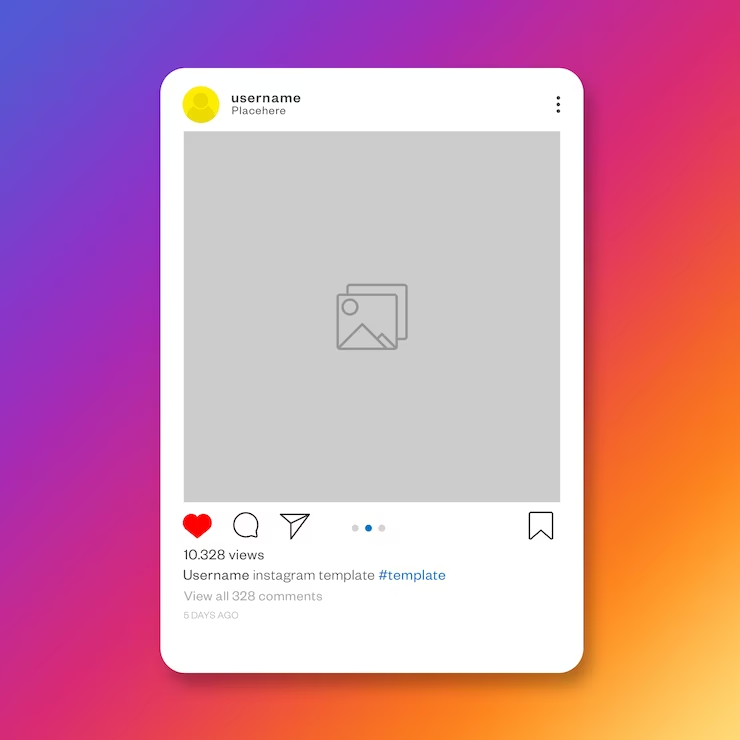 username
Placehere
10.328 views
Username instagram template #template
View all 328 comments
5 DAYS AGO